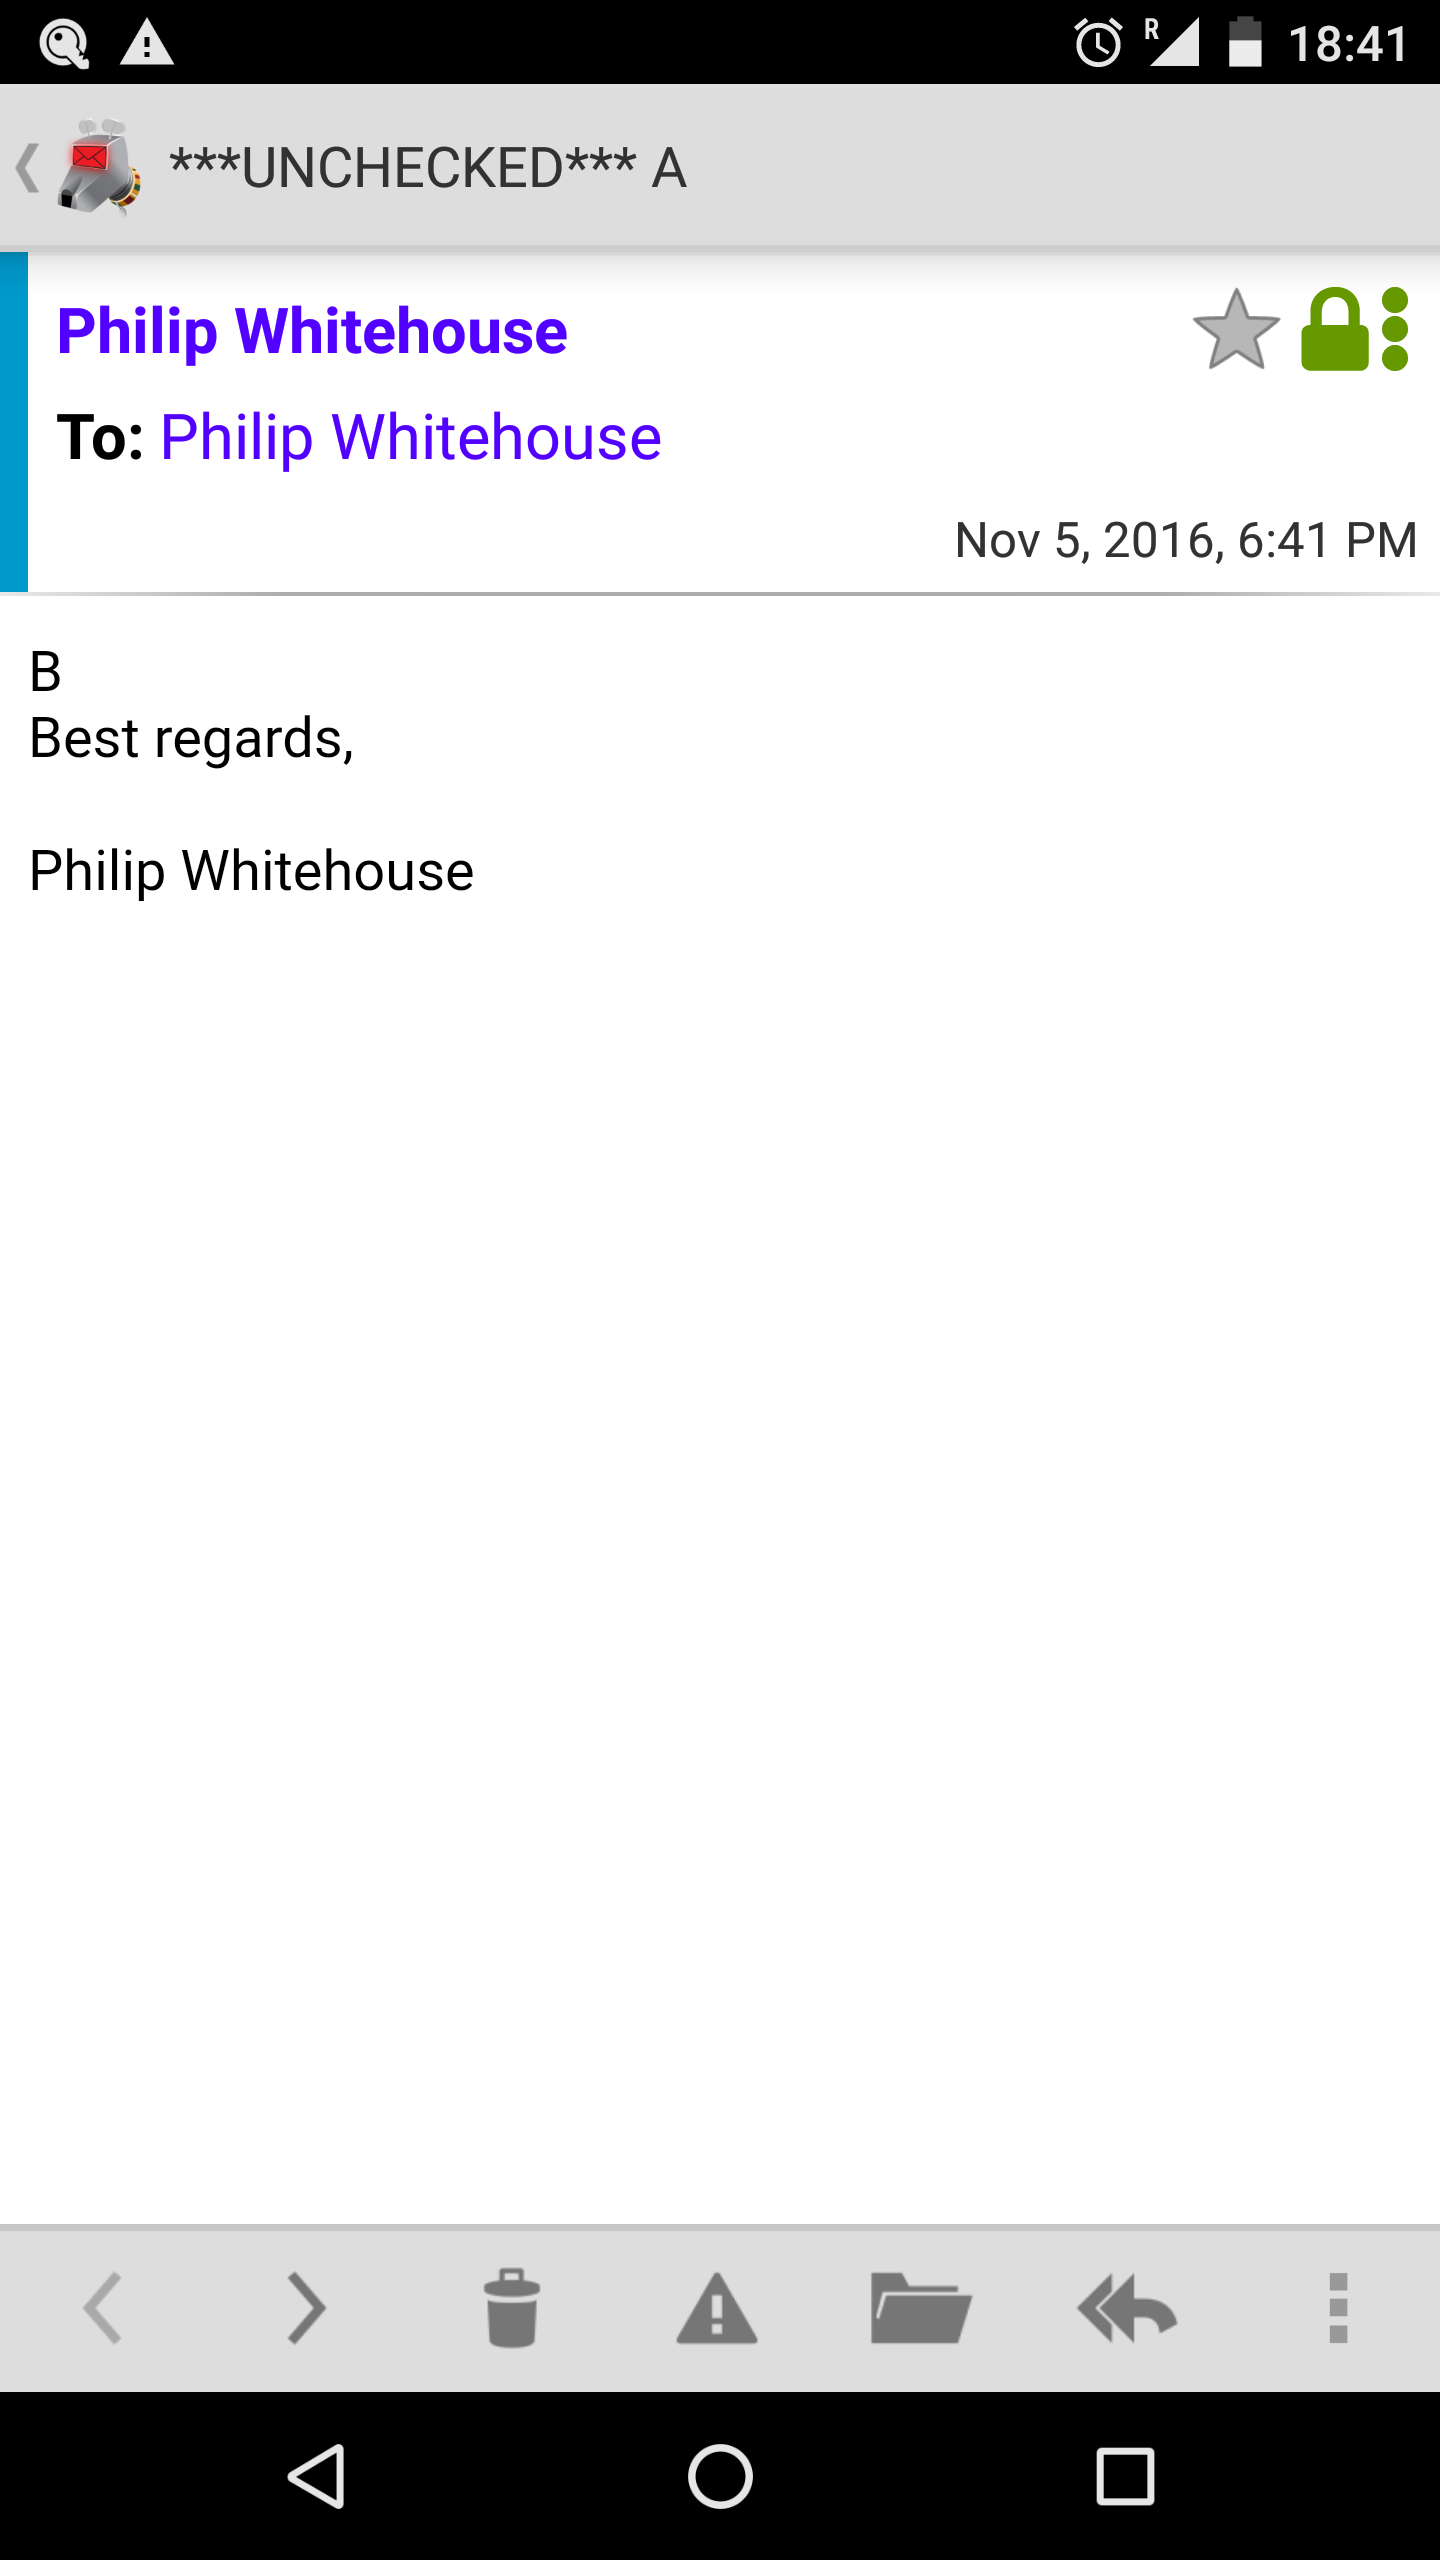 R 18:41
***UNCHECKED*** A
Philip Whitehouse
To: Philip Whitehouse
Nov 5, 2016, 6:41 PM
B
Best regards,
Philip Whitehouse